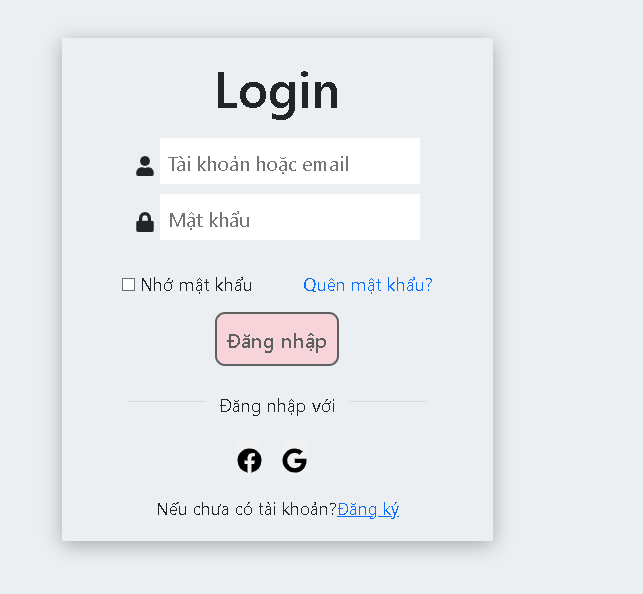 Login
Tài khoản hoặc email
Mật khẩu
Nhớ mật khẩu Quên mật khẩu?
Đăng nhập
Đăng nhập với
Nếu chưa có tài khoản?Đăng ký